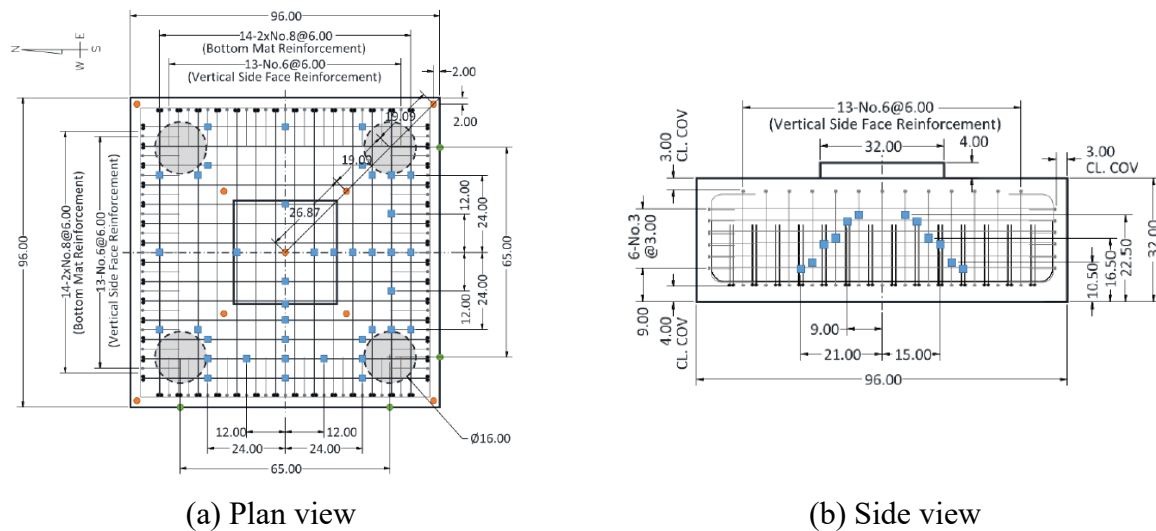 96.00
14-2xNo.8@6.00
(Bottom Mat Reinforcement)
13-No.6@6.00
(Vertical Side Face Reinforcement)
N
E
S
W
2.00
2.00
19.09
19.09
26.87
96.00
14-2xNo.8@6.00
(Bottom Mat Reinforcement)
13-No.6@6.00
(Vertical Side Face Reinforcement)
12.00
24.00
12.00
24.00
65.00
12.00
12.00
24.00
24.00
65.00
Ø16.00
(a) Plan view
13-No.6@6.00
(Vertical Side Face Reinforcement)
32.00
4.00
3.00
CL. COV
3.00
CL. COV
6-No.3
@3.00
9.00
4.00
CL. COV
9.00
21.00
15.00
10.50
16.50
22.50
32.00
96.00
(b) Side view